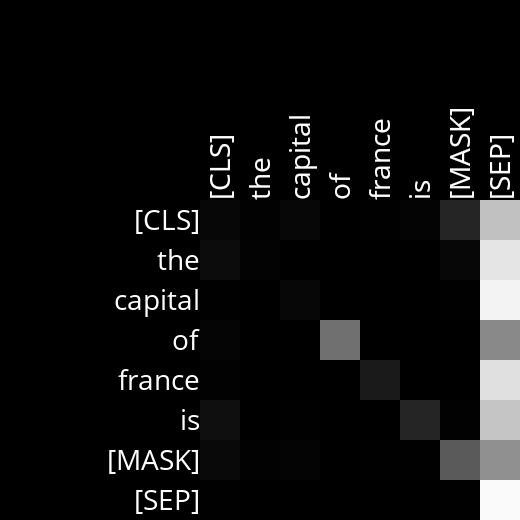 [CLS]
the
capital
of
france
is
[MASK]
[SEP]
[CLS]
the
capital
of
france
is
[MASK]
[SEP]